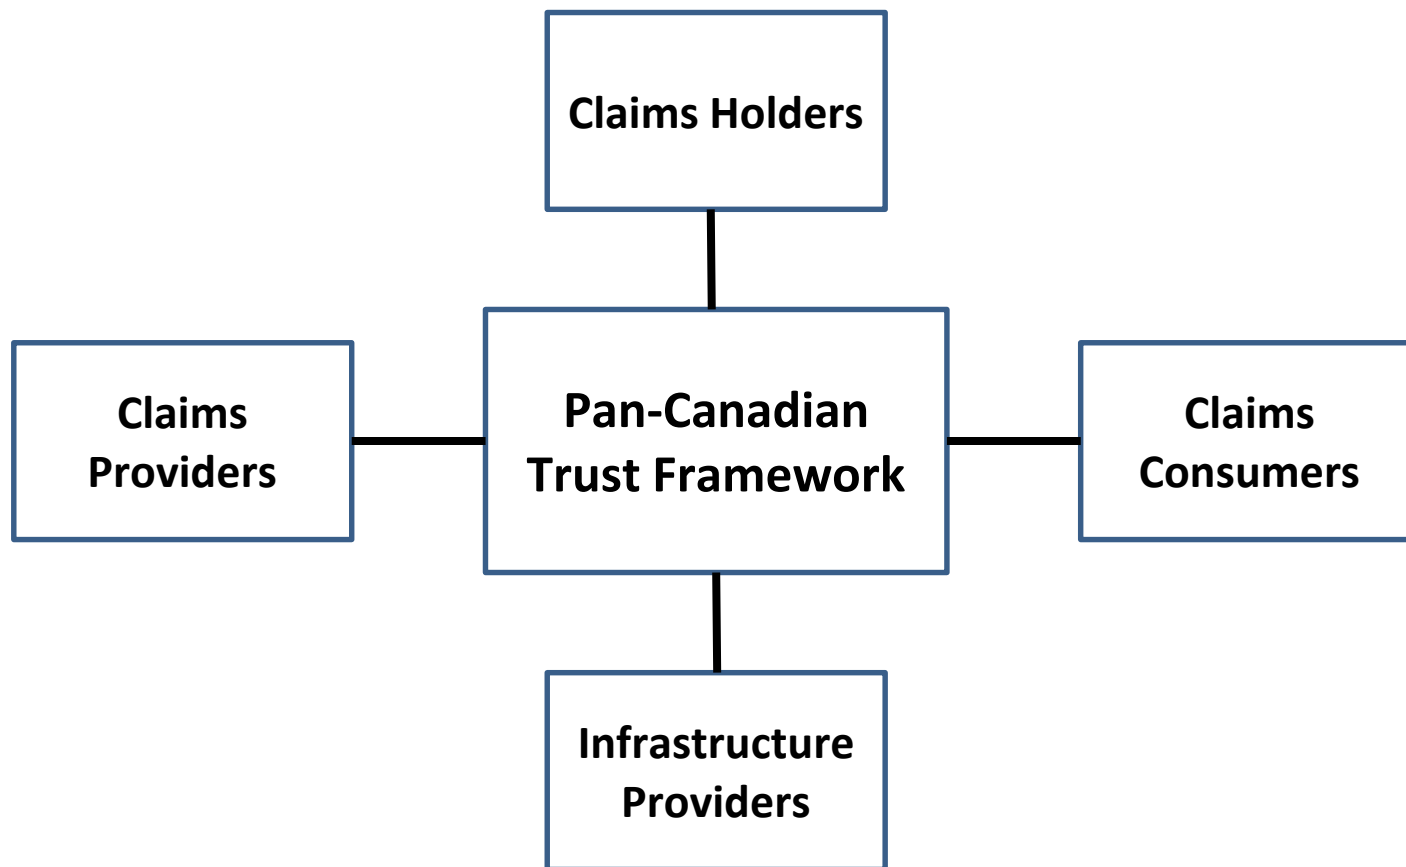 Claims Holders
Claims
Providers
Pan-Canadian
Trust Framework
Claims
Consumers
Infrastructure
Providers